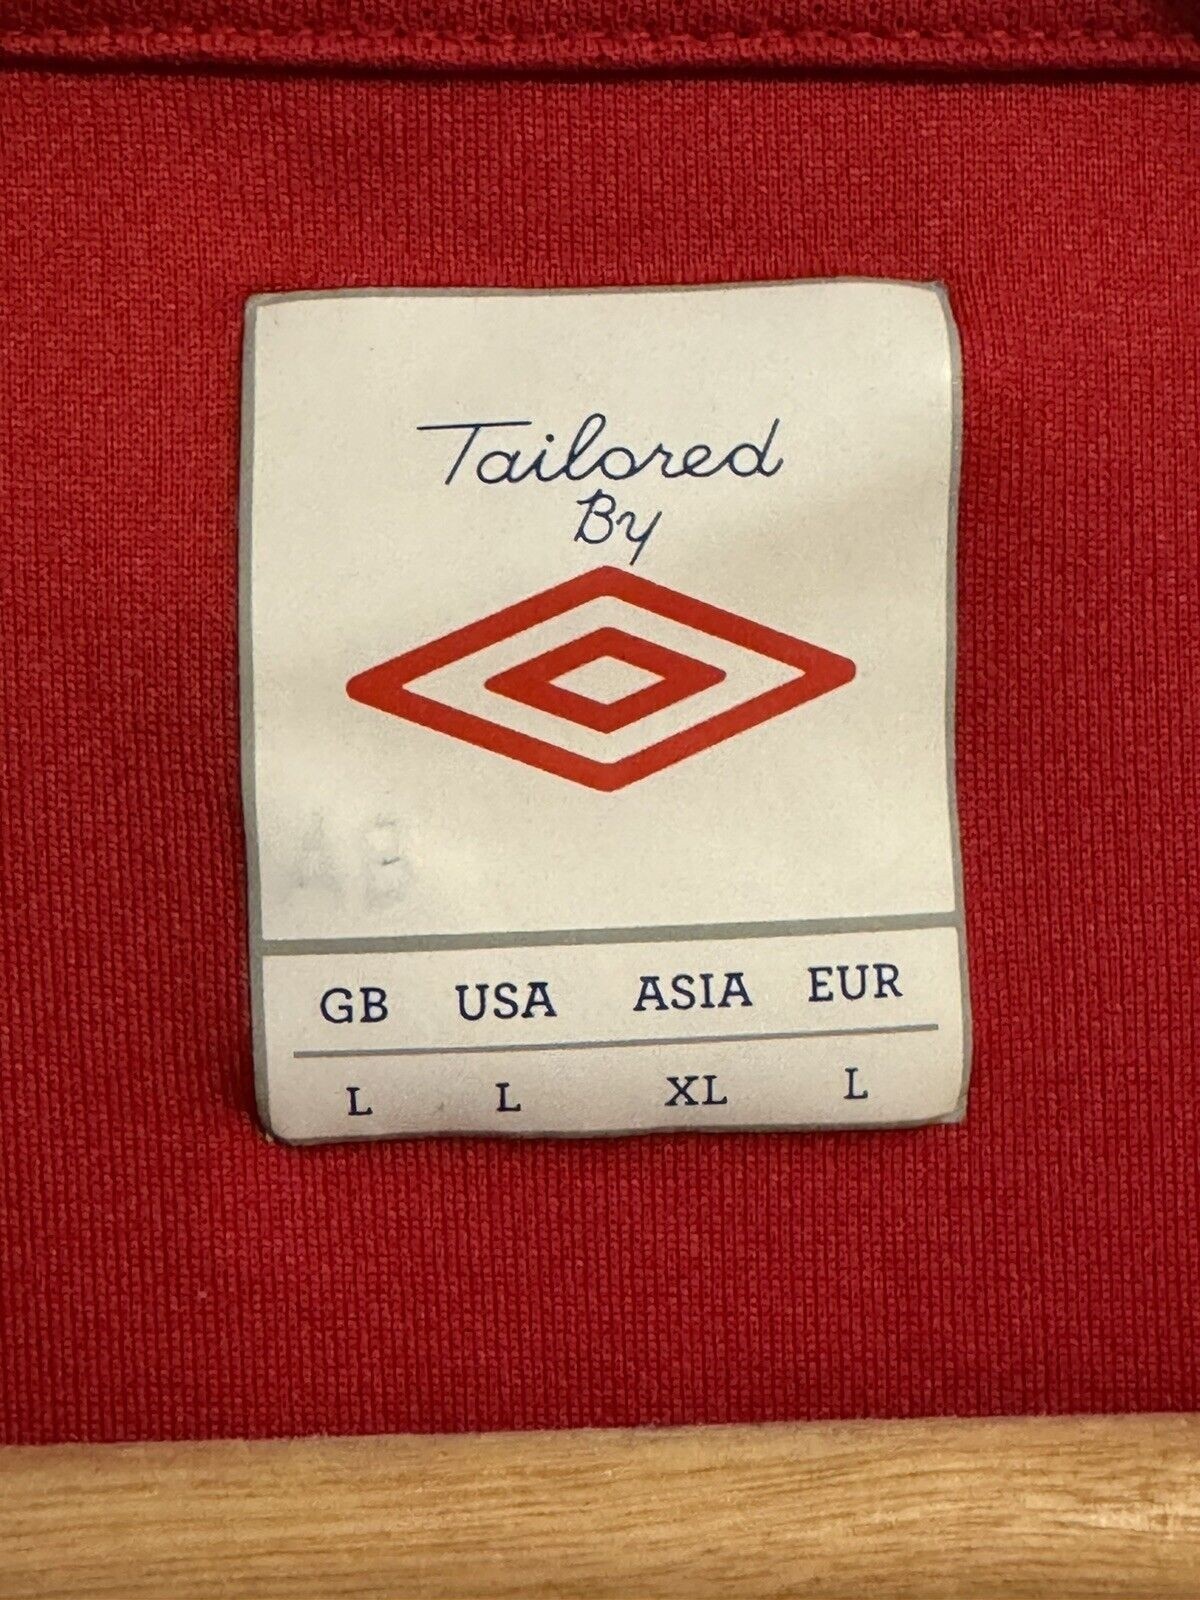 Tailored
By
GB USA ASIA EUR
L L XL L